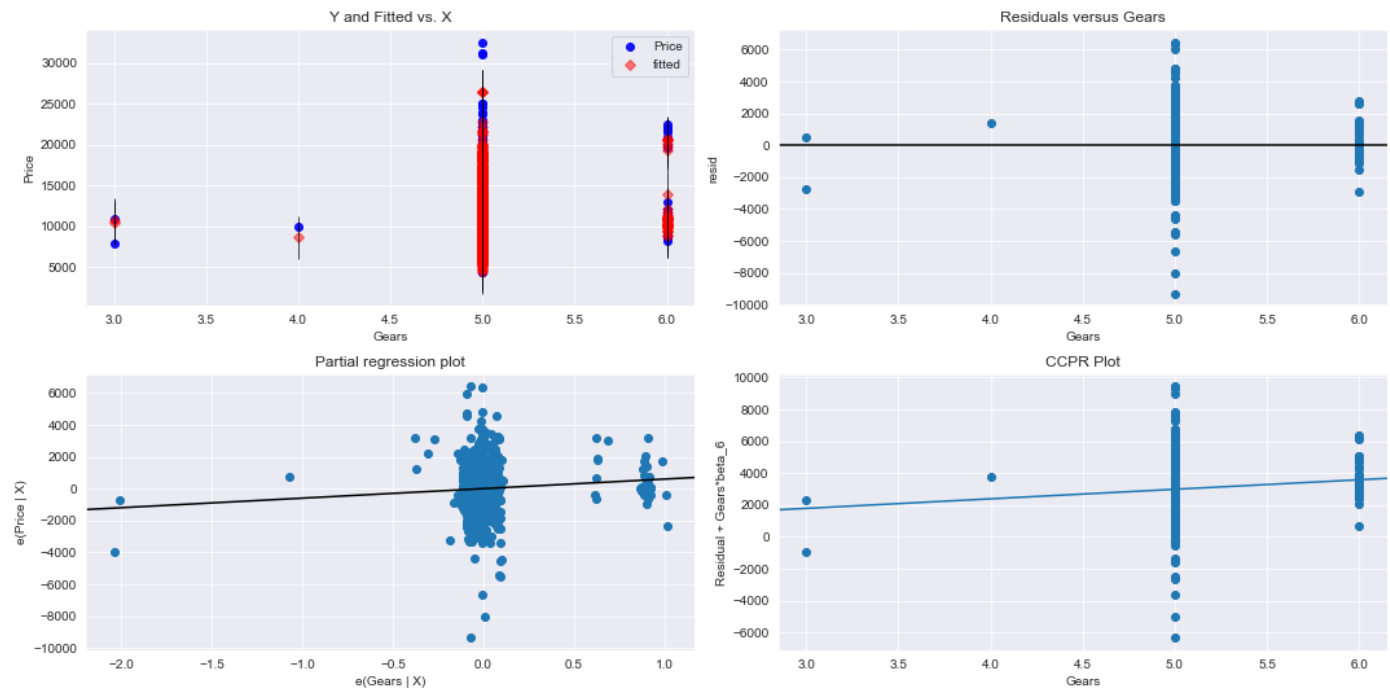 Y and Fitted vs. X
Price
fitted
30000
25000
20000
15000
10000
5000
Price
3.0 3.5 4.0 4.5 5.0 5.5 6.0
Gears
Residuals versus Gears
6000
4000
2000
0
−2000
−4000
−6000
−8000
−10000
resid
3.0 3.5 4.0 4.5 5.0 5.5 6.0
Gears
Partial regression plot
6000
4000
2000
0
−2000
−4000
−6000
−8000
−10000
e(Price | X)
−2.0 −1.5 −1.0 −0.5 0.0 0.5 1.0
e(Gears | X)
CCPR Plot
10000
8000
6000
4000
2000
0
−2000
−4000
−6000
Residual + Gears*beta_6
3.0 3.5 4.0 4.5 5.0 5.5 6.0
Gears